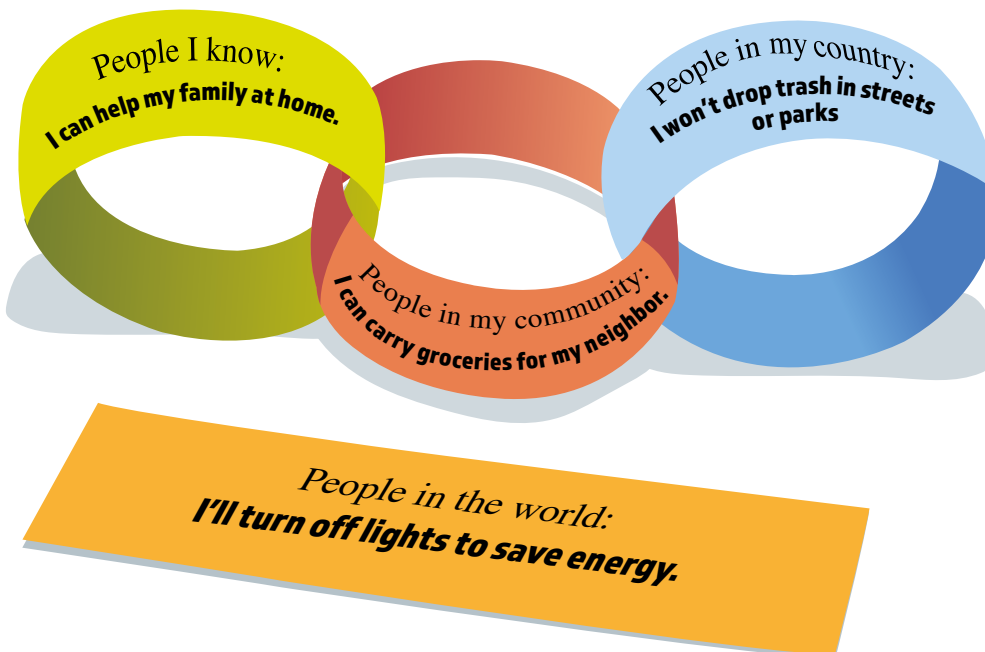 People I know:
I can help my family at home.
People in my community:
I can carry groceries for my neighbor.
People in my country:
I won't drop trash in streets
or parks
People in the world:
I'll turn off lights to save energy.